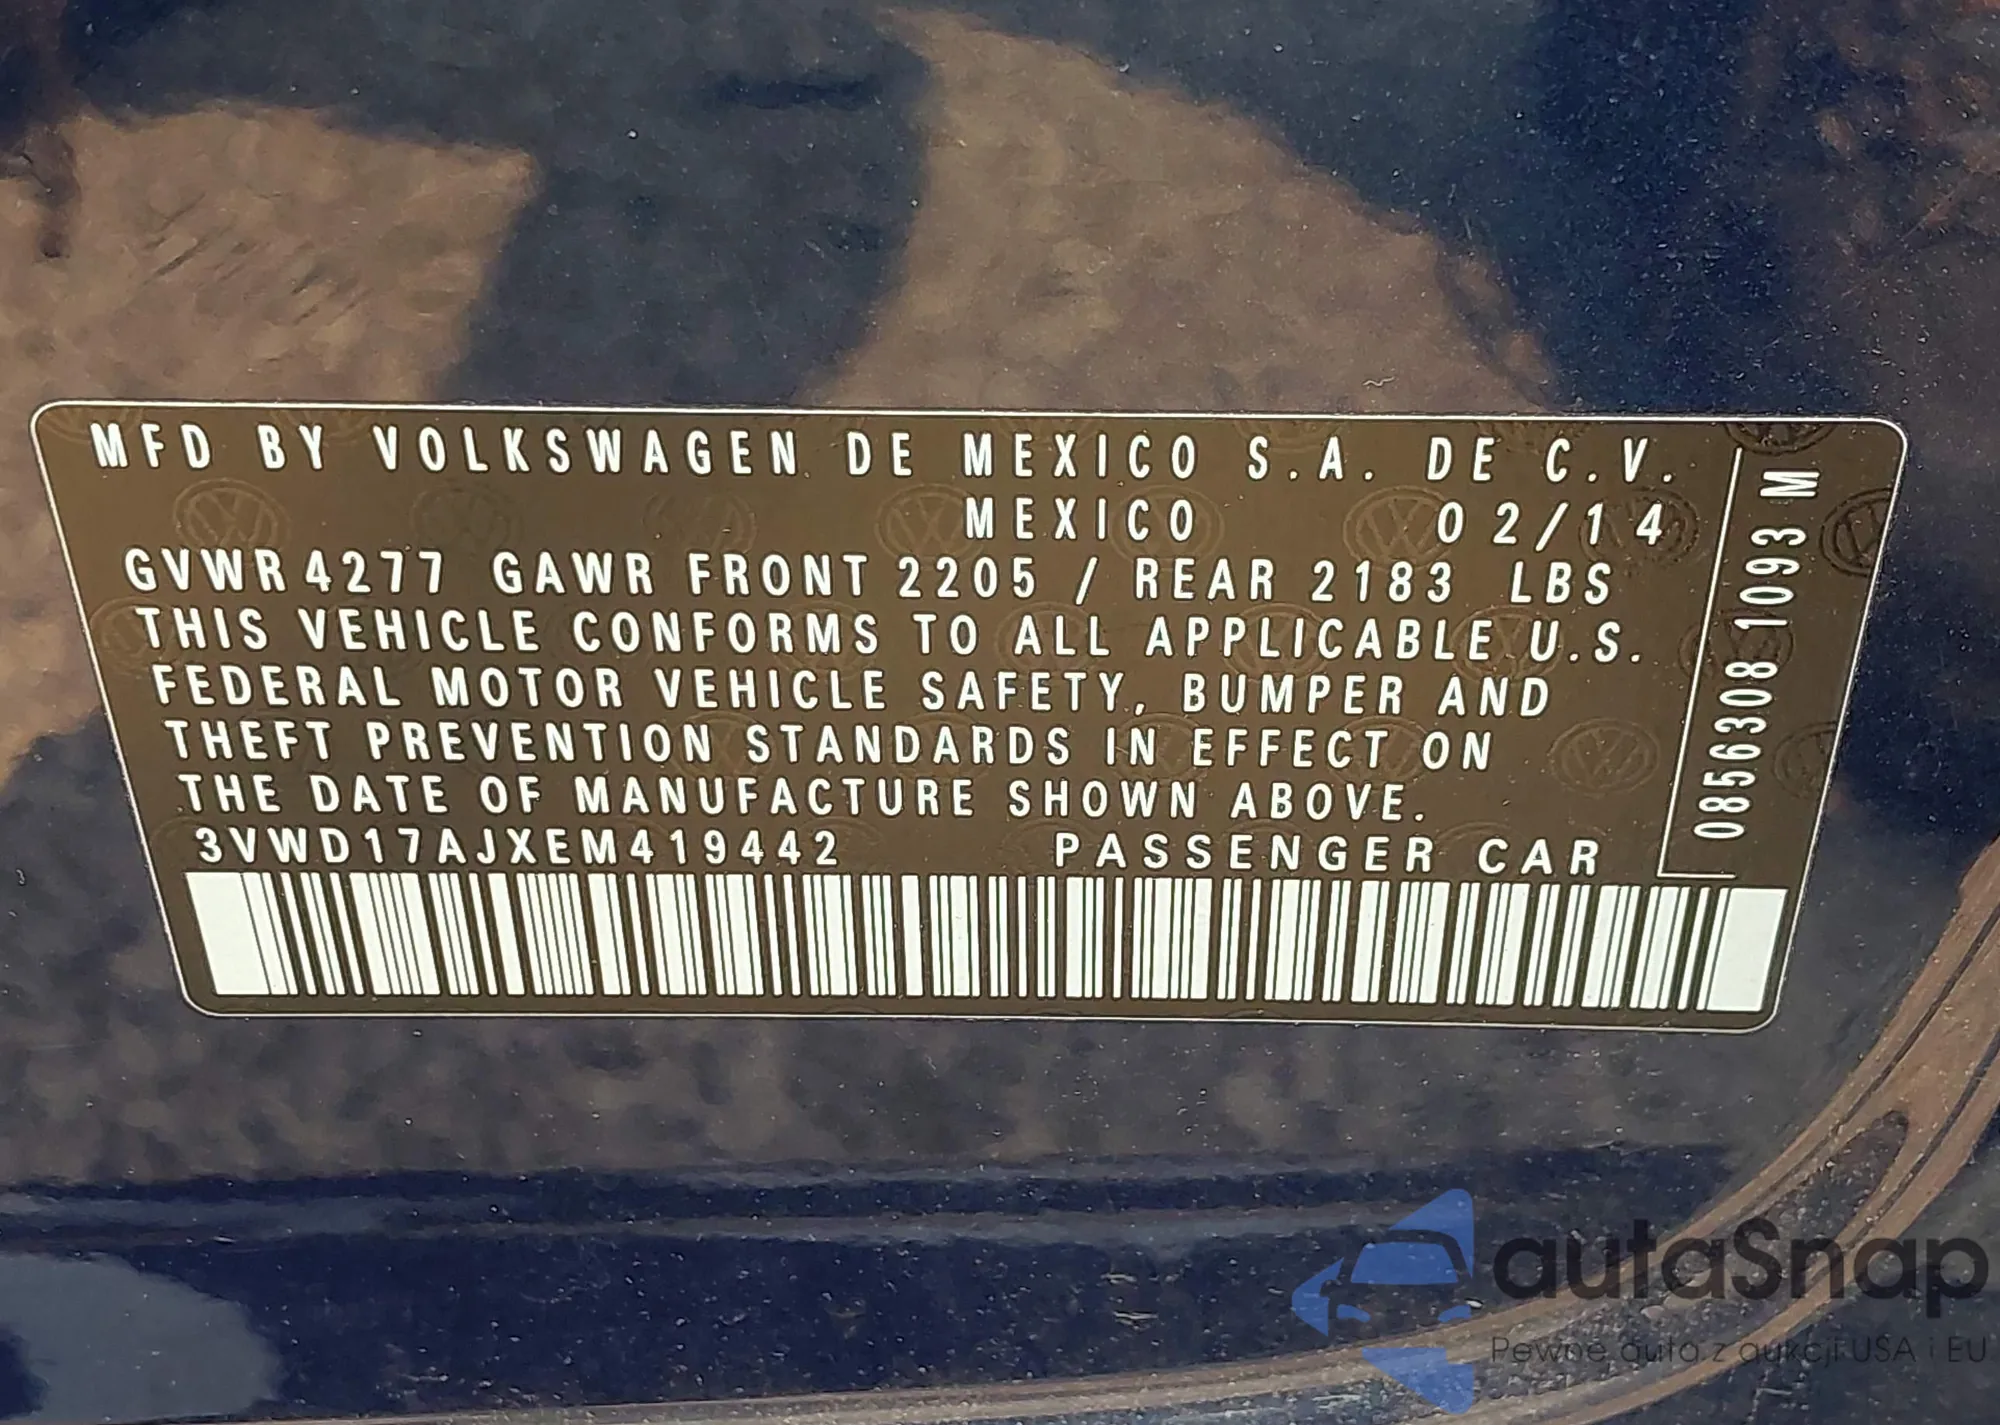 MFD BY VOLKSWAGEN DE MEXICO S.A. DE C.V.
MEXICO 02/14
GVWR 4277 GAWR FRONT 2205 / REAR 2183 LBS
THIS VEHICLE CONFORMS TO ALL APPLICABLE U.S.
FEDERAL MOTOR VEHICLE SAFETY, BUMPER AND
THEFT PREVENTION STANDARDS IN EFFECT ON
THE DATE OF MANUFACTURE SHOWN ABOVE.
3VWD17AJXEM419442 PASSENGER CAR
0856308 1093 M
autaSnap
Pewne auta z aukcji USA i EU